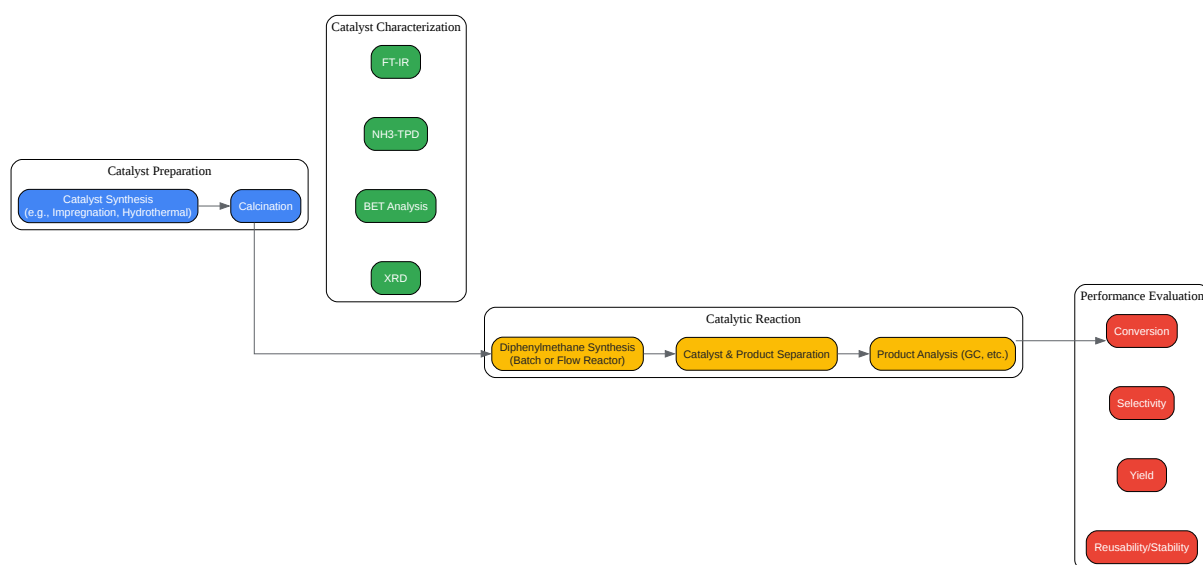 Catalyst Preparation
Catalyst Synthesis
(e.g., Impregnation, Hydrothermal)
Calcination
Catalyst Characterization
FT-IR
NH3-TPD
BET Analysis
XRD
Catalytic Reaction
Diphenylmethane Synthesis
(Batch or Flow Reactor)
Catalyst & Product Separation
Product Analysis (GC, etc.)
Performance Evaluation
Conversion
Selectivity
Yield
Reusability/Stability